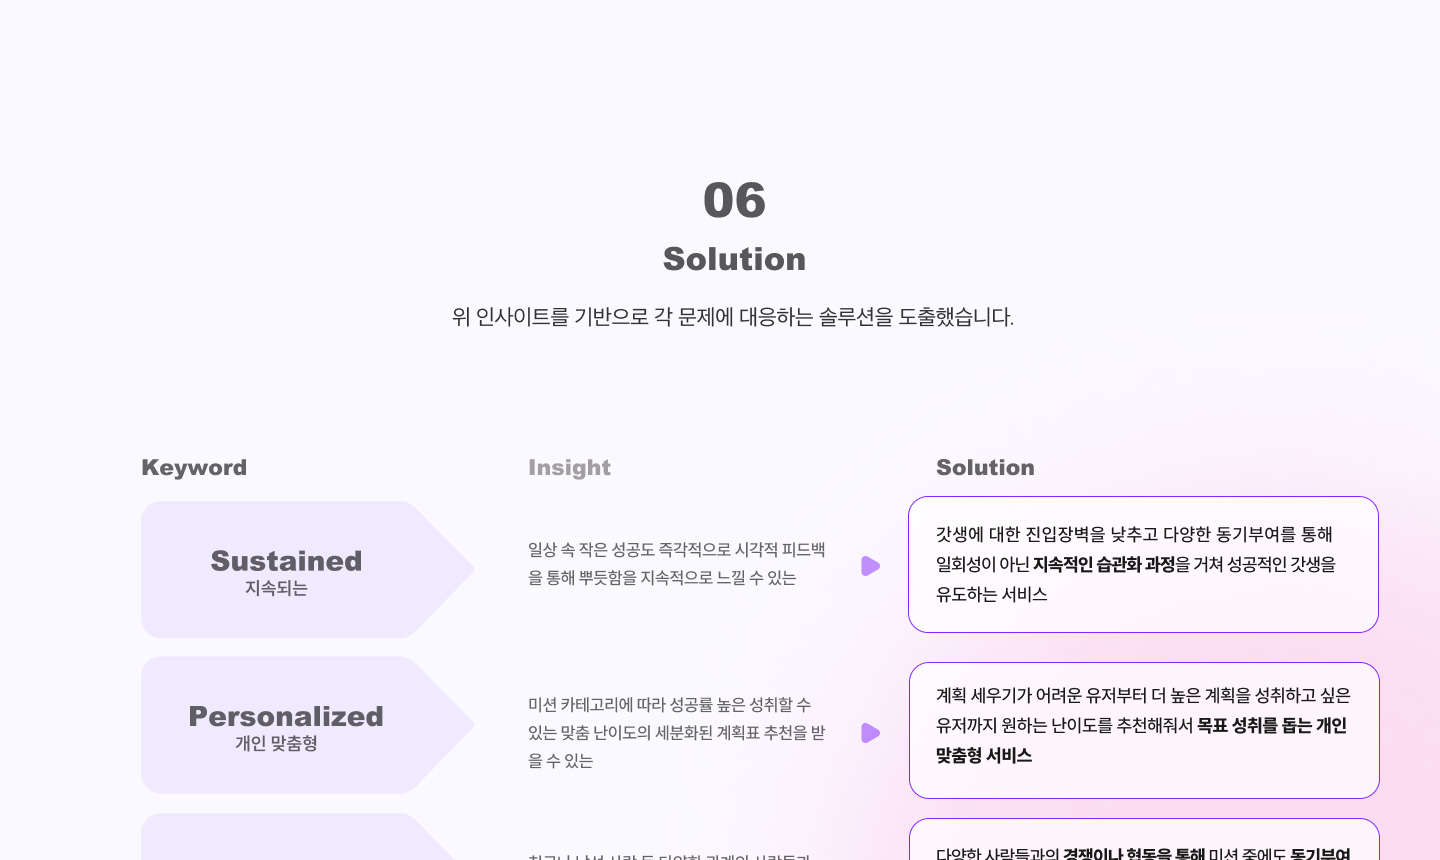 06
Solution
위 인사이트를 기반으로 각 문제에 대응하는 솔루션을 도출했습니다.
Keyword
Insight
Solution
Sustained
지속되는
일상 속 작은 성공도 즉각적으로 시각적 피드백
을 통해 뿌듯함을 지속적으로 느낄 수 있는
갓생에 대한 진입장벽을 낮추고 다양한 동기부여를 통해
일회성이 아닌 지속적인 습관화 과정을 거쳐 성공적인 갓생을
유도하는 서비스
Personalized
개인 맞춤형
미션 카테고리에 따라 성공률 높은 성취할 수
있는 맞춤 난이도의 세분화된 계획표 추천을 받
을 수 있는
계획 세우기가 어려운 유저부터 더 높은 계획을 성취하고 싶은
유저까지 원하는 난이도를 추천해줘서 목표 성취를 돕는 개인
맞춤형 서비스
다양한 사람들과의 경쟁이나 협동을 통해 미션 중에도 동기부여